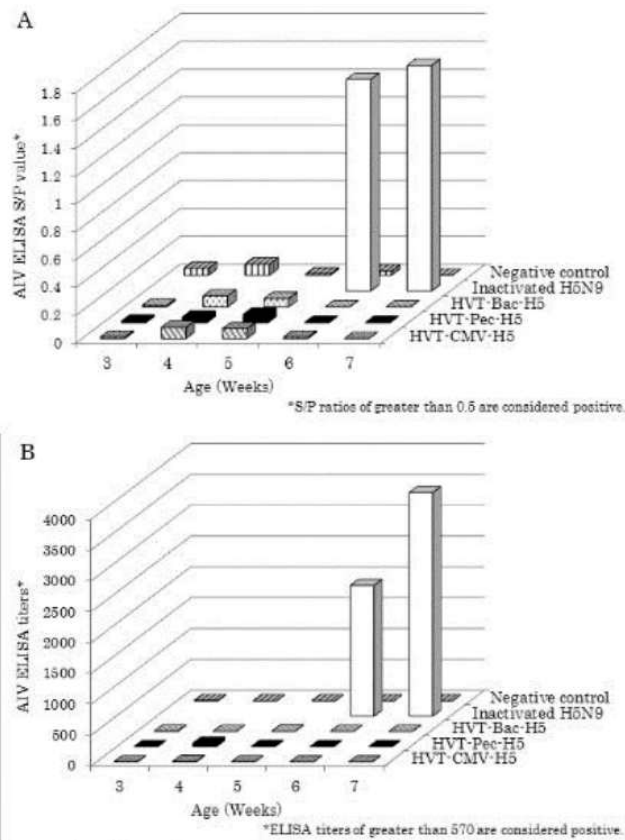 A
AIV ELISA S/P value*
1.8
1.6
1.4
1.2
1
0.8
0.6
0.4
0.2
0
3 4 5 6 7
Age (Weeks)
Negative control
Inactivated H5N9
HVT-Bac-H5
HVT-Pec-H5
HVT-CMV-H5
*S/P ratios of greater than 0.5 are considered positive.
B
AIV ELISA titers*
4000
3500
3000
2500
2000
1500
1000
500
0
3 4 5 6 7
Age (Weeks)
Negative control
Inactivated H5N9
HVT-Bac-H5
HVT-Pec-H5
HVT-CMV-H5
*ELISA titers of greater than 570 are considered positive.